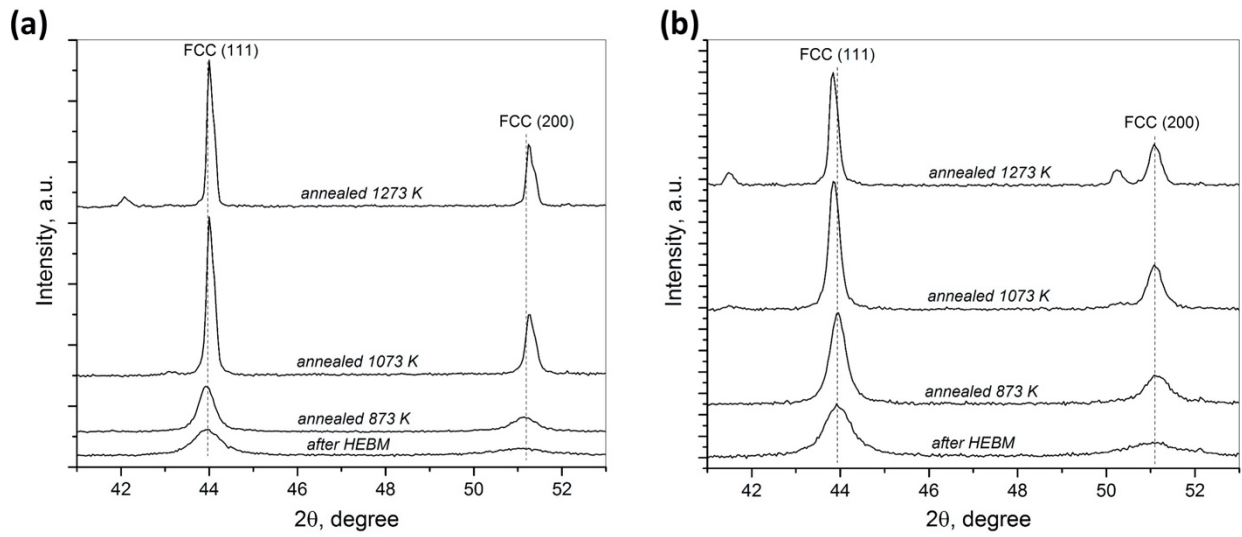 (a)
FCC (111)
FCC (200)
annealed 1273 K
annealed 1073 K
annealed 873 K
after HEBM
Intensity, a.u.
42 44 46 48 50 52
2θ, degree
(b)
FCC (111)
FCC (200)
annealed 1273 K
annealed 1073 K
annealed 873 K
after HEBM
Intensity, a.u.
42 44 46 48 50 52
2θ, degree